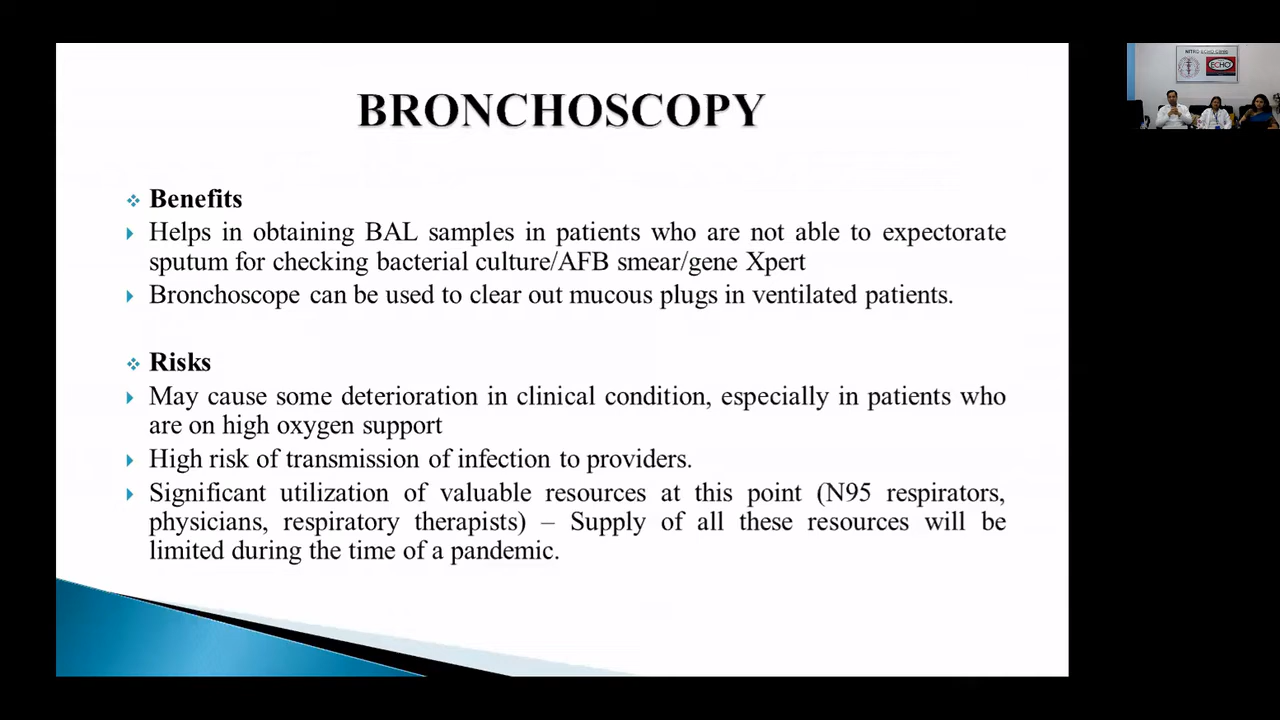 BRONCHOSCOPY
Benefits
Helps in obtaining BAL samples in patients who are not able to expectorate
sputum for checking bacterial culture/AFB smear/gene Xpert
Bronchoscope can be used to clear out mucous plugs in ventilated patients.
Risks
May cause some deterioration in clinical condition, especially in patients who
are on high oxygen support
High risk of transmission of infection to providers.
Significant utilization of valuable resources at this point (N95 respirators,
physicians, respiratory therapists) – Supply of all these resources will be
limited during the time of a pandemic.
ECHO